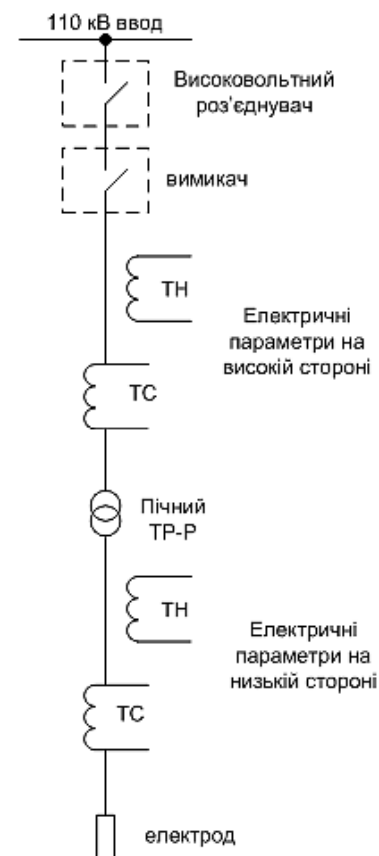 110 кВ ввод
Високовольтний
роз'єднувач
вимикач
ТН
Електричні
параметри на
високій стороні
ТС
Пічний
ТР-Р
ТН
Електричні
параметри на
низькій стороні
ТС
електрод